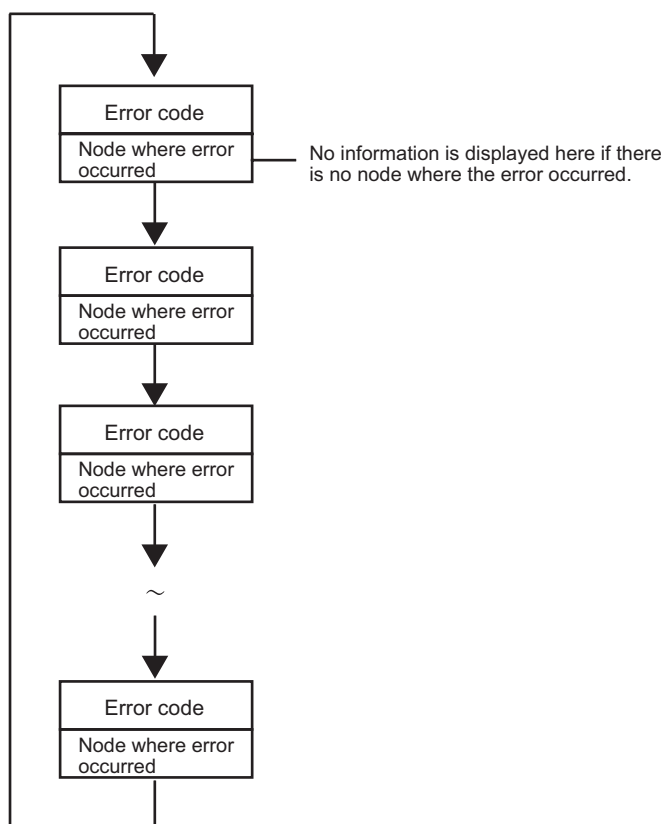 Error code
Node where error
occurred
No information is displayed here if there
is no node where the error occurred.
Error code
Node where error
occurred
Error code
Node where error
occurred
~
Error code
Node where error
occurred